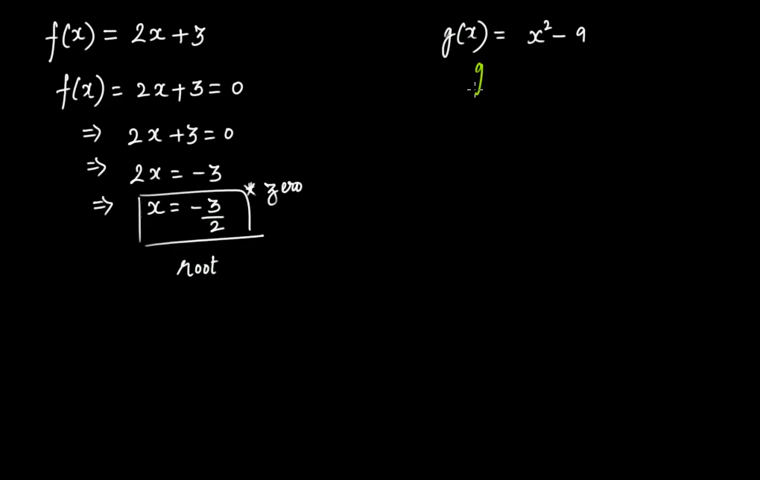 f(x) = 2x+3
f(x) = 2x+3 = 0
⇒ 2x+3 = 0
⇒ 2x = -3
⇒ x = -3/2 * zero
root
g(x) = x² - 9
g